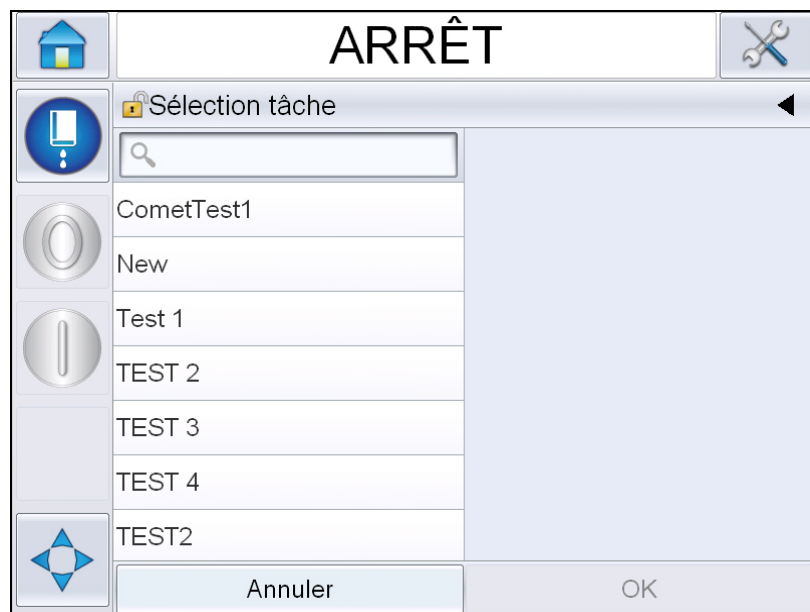 ARRÊT
Sélection tâche
CometTest1
New
Test 1
TEST 2
TEST 3
TEST 4
TEST2
Annuler
OK